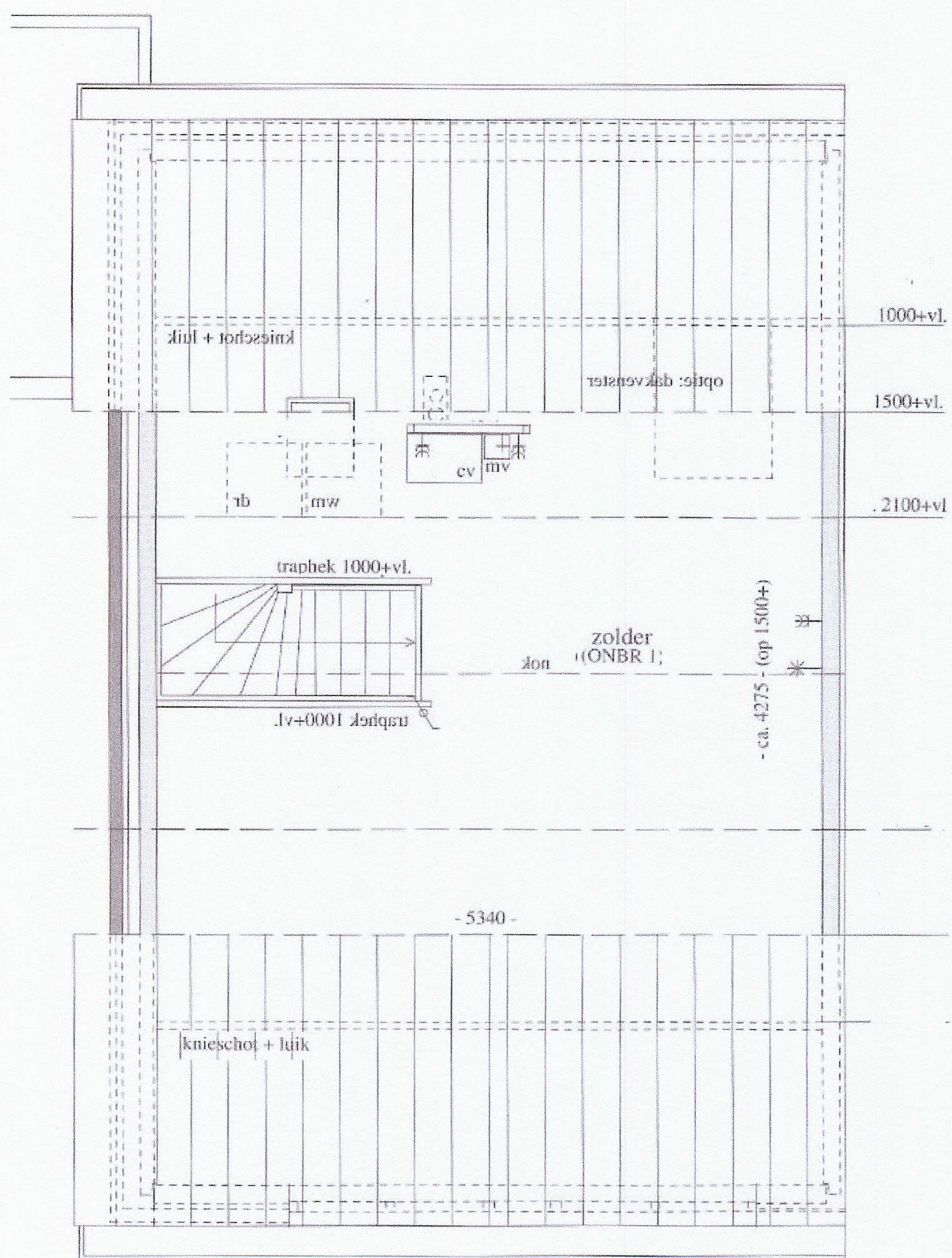 1000+vl.
knieschot + luik
optie: dakvenster
1500+vl.
cv
mv
dr
wm
.2100+vl
traphek 1000+vl.
zolder
(ONBR 1)
nok
- ca. 4275 - (op 1500+)
traphek 1000+vl.
- 5340 -
knieschot + luik